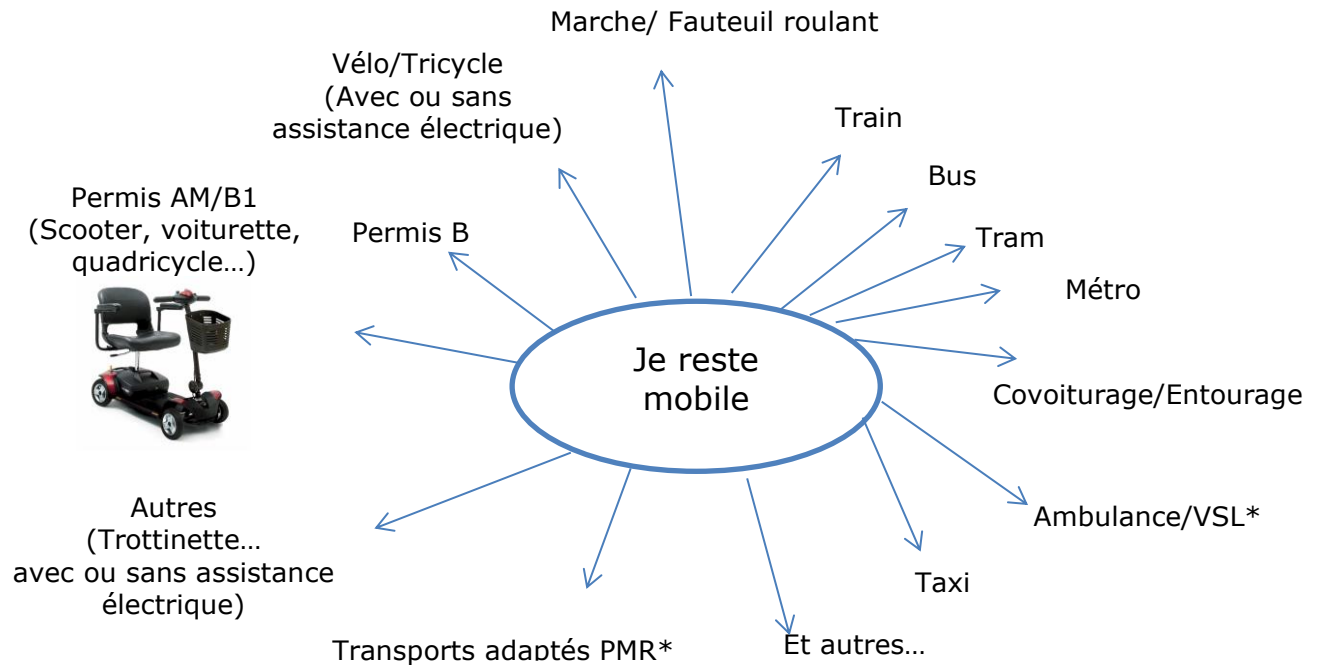 Marche/ Fauteuil roulant
Vélo/Tricycle
(Avec ou sans
assistance électrique)
Train
Bus
Permis AM/B1
(Scooter, voiturette,
quadricycle…)
Permis B
Tram
Métro
Je reste
mobile
Covoiturage/Entourage
Autres
(Trottinette…
avec ou sans assistance
électrique)
Ambulance/VSL*
Taxi
Transports adaptés PMR*
Et autres…